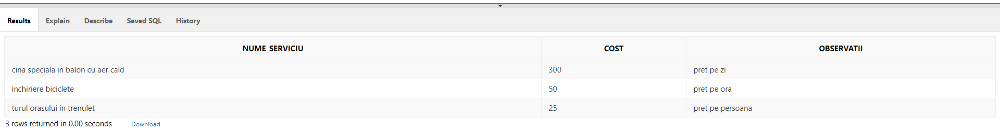 Results Explain Describe Saved SQL History
NUME_SERVICIU COST OBSERVATII
cina speciala in balon cu aer cald 300 pret pe zi
inchiriere biciclete 50 pret pe ora
turul orasului in trenulet 25 pret pe persoana
3 rows returned in 0.00 seconds Download